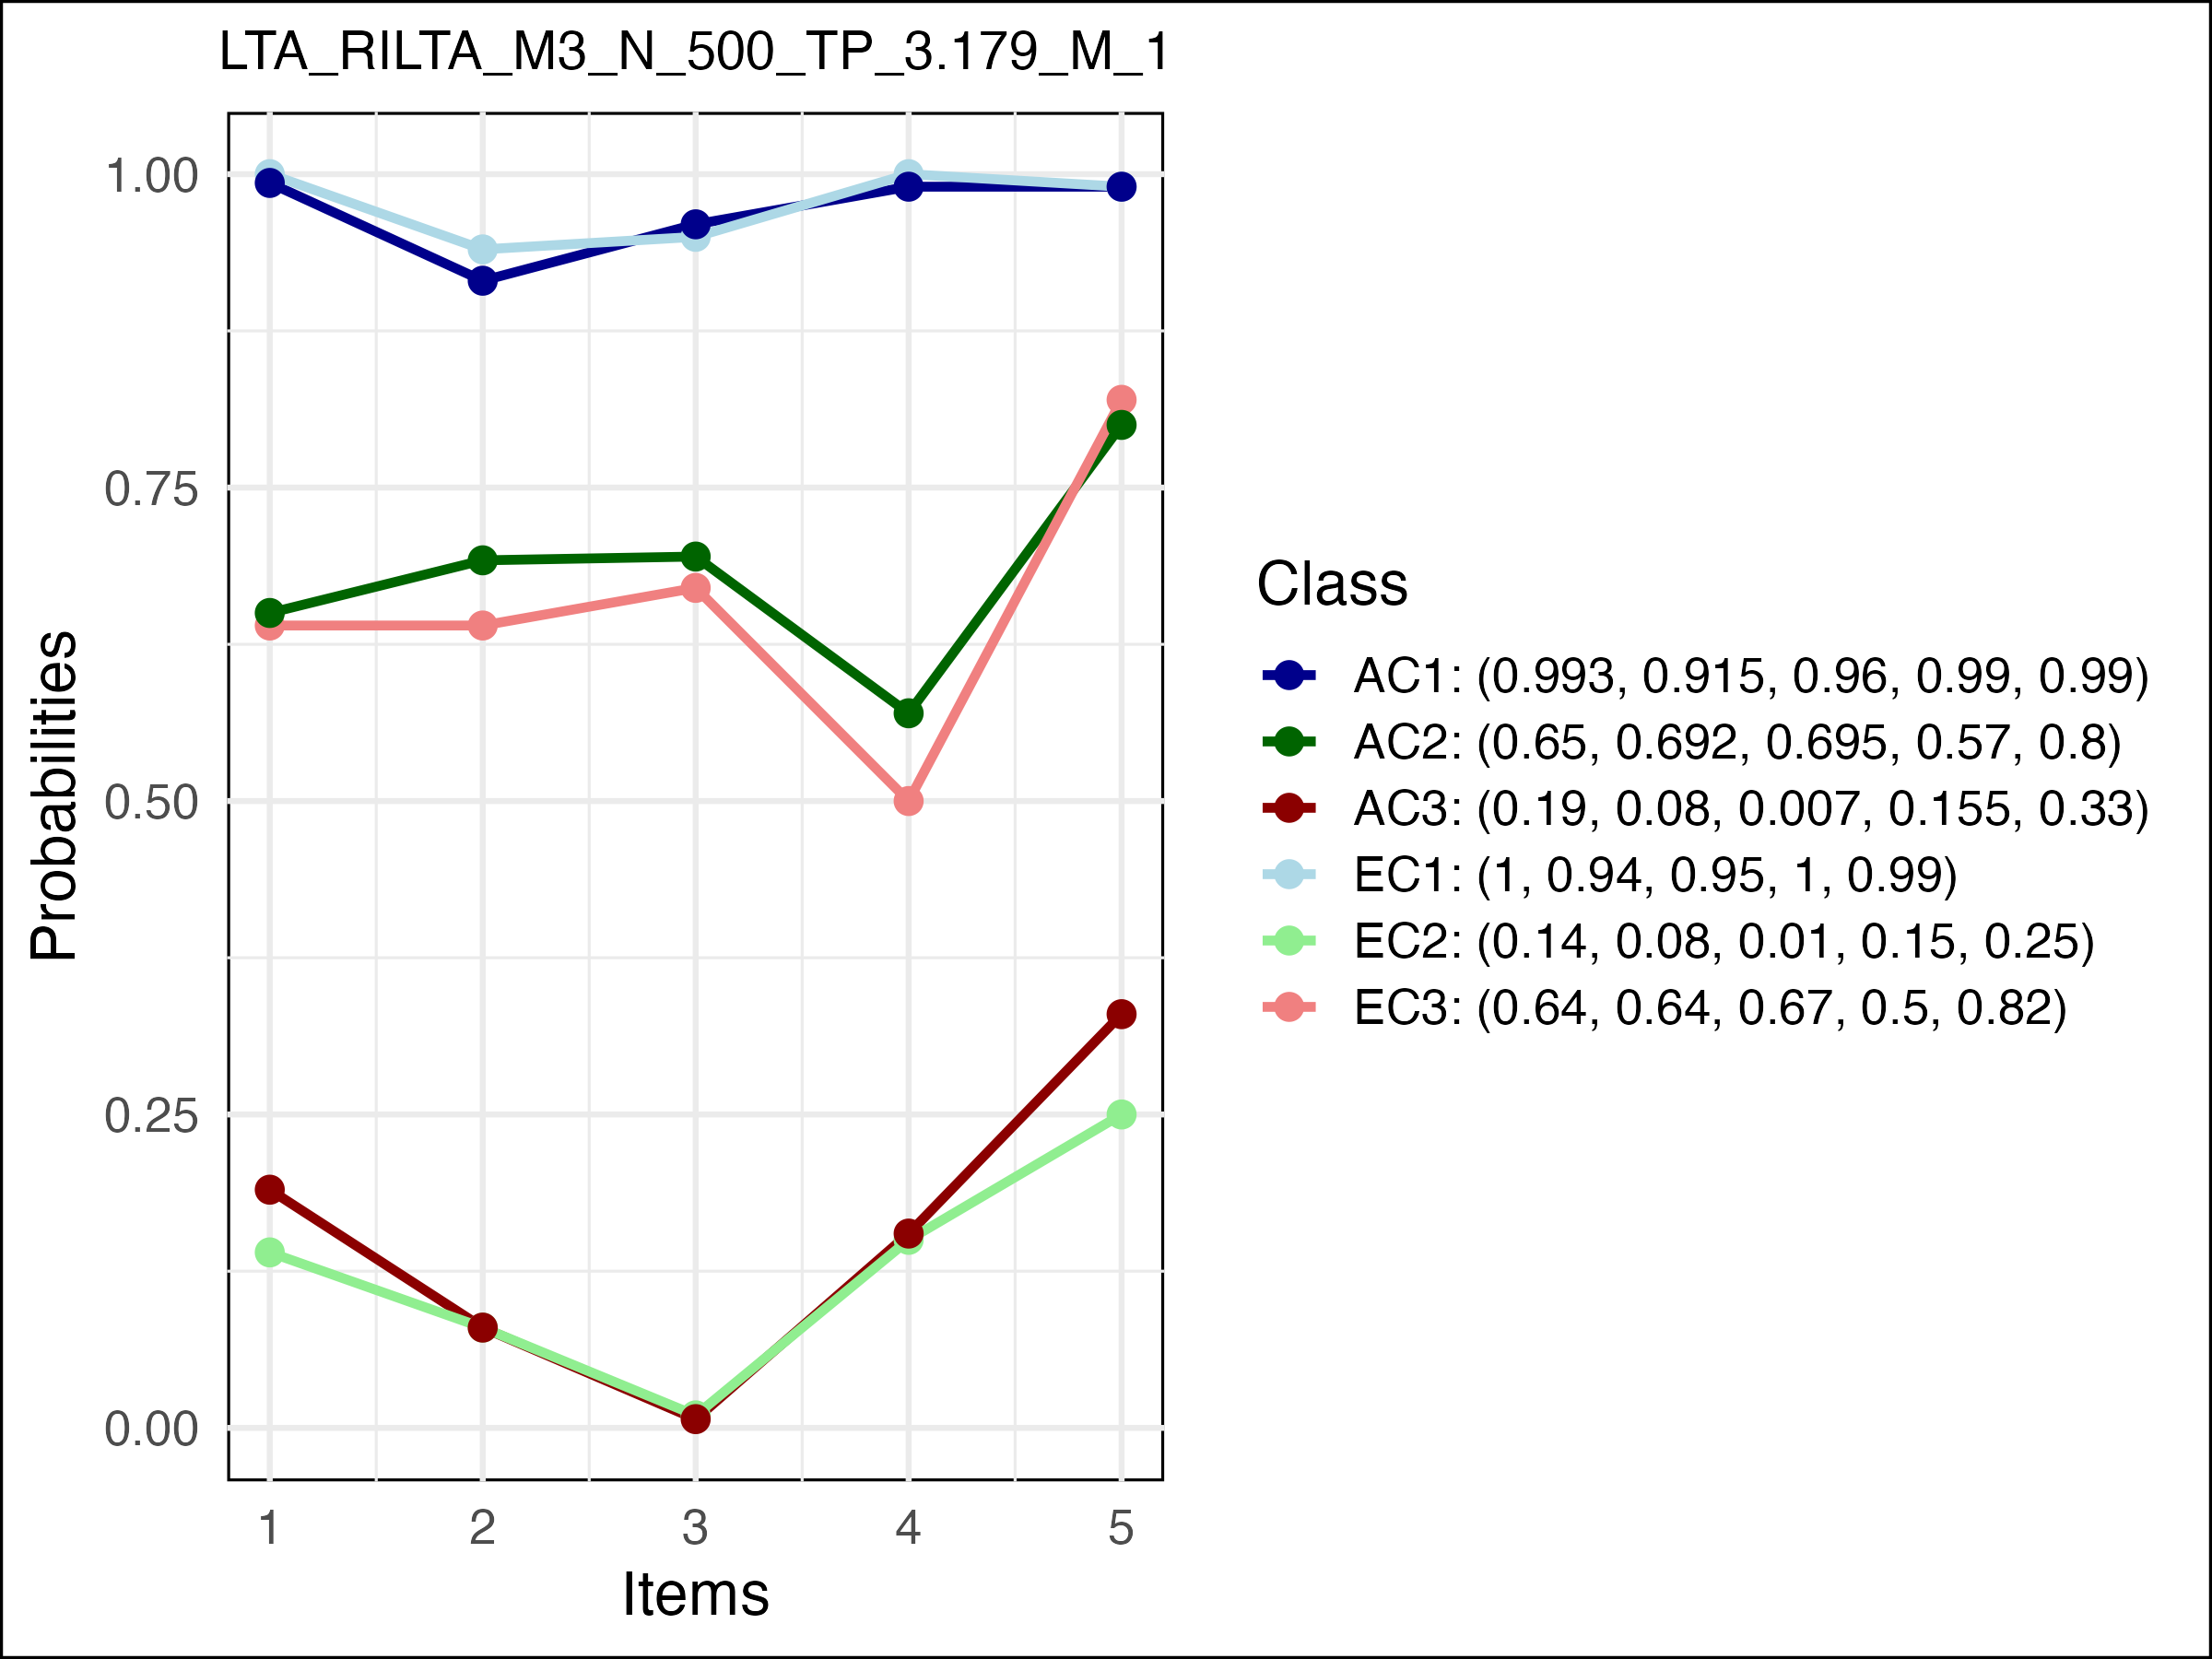 LTA_RILTA_M3_N_500_TP_3.179_M_1
Probabilities
1.00
0.75
0.50
0.25
0.00
1 2 3 4 5
Items
Class
AC1: (0.993, 0.915, 0.96, 0.99, 0.99)
AC2: (0.65, 0.692, 0.695, 0.57, 0.8)
AC3: (0.19, 0.08, 0.007, 0.155, 0.33)
EC1: (1, 0.94, 0.95, 1, 0.99)
EC2: (0.14, 0.08, 0.01, 0.15, 0.25)
EC3: (0.64, 0.64, 0.67, 0.5, 0.82)